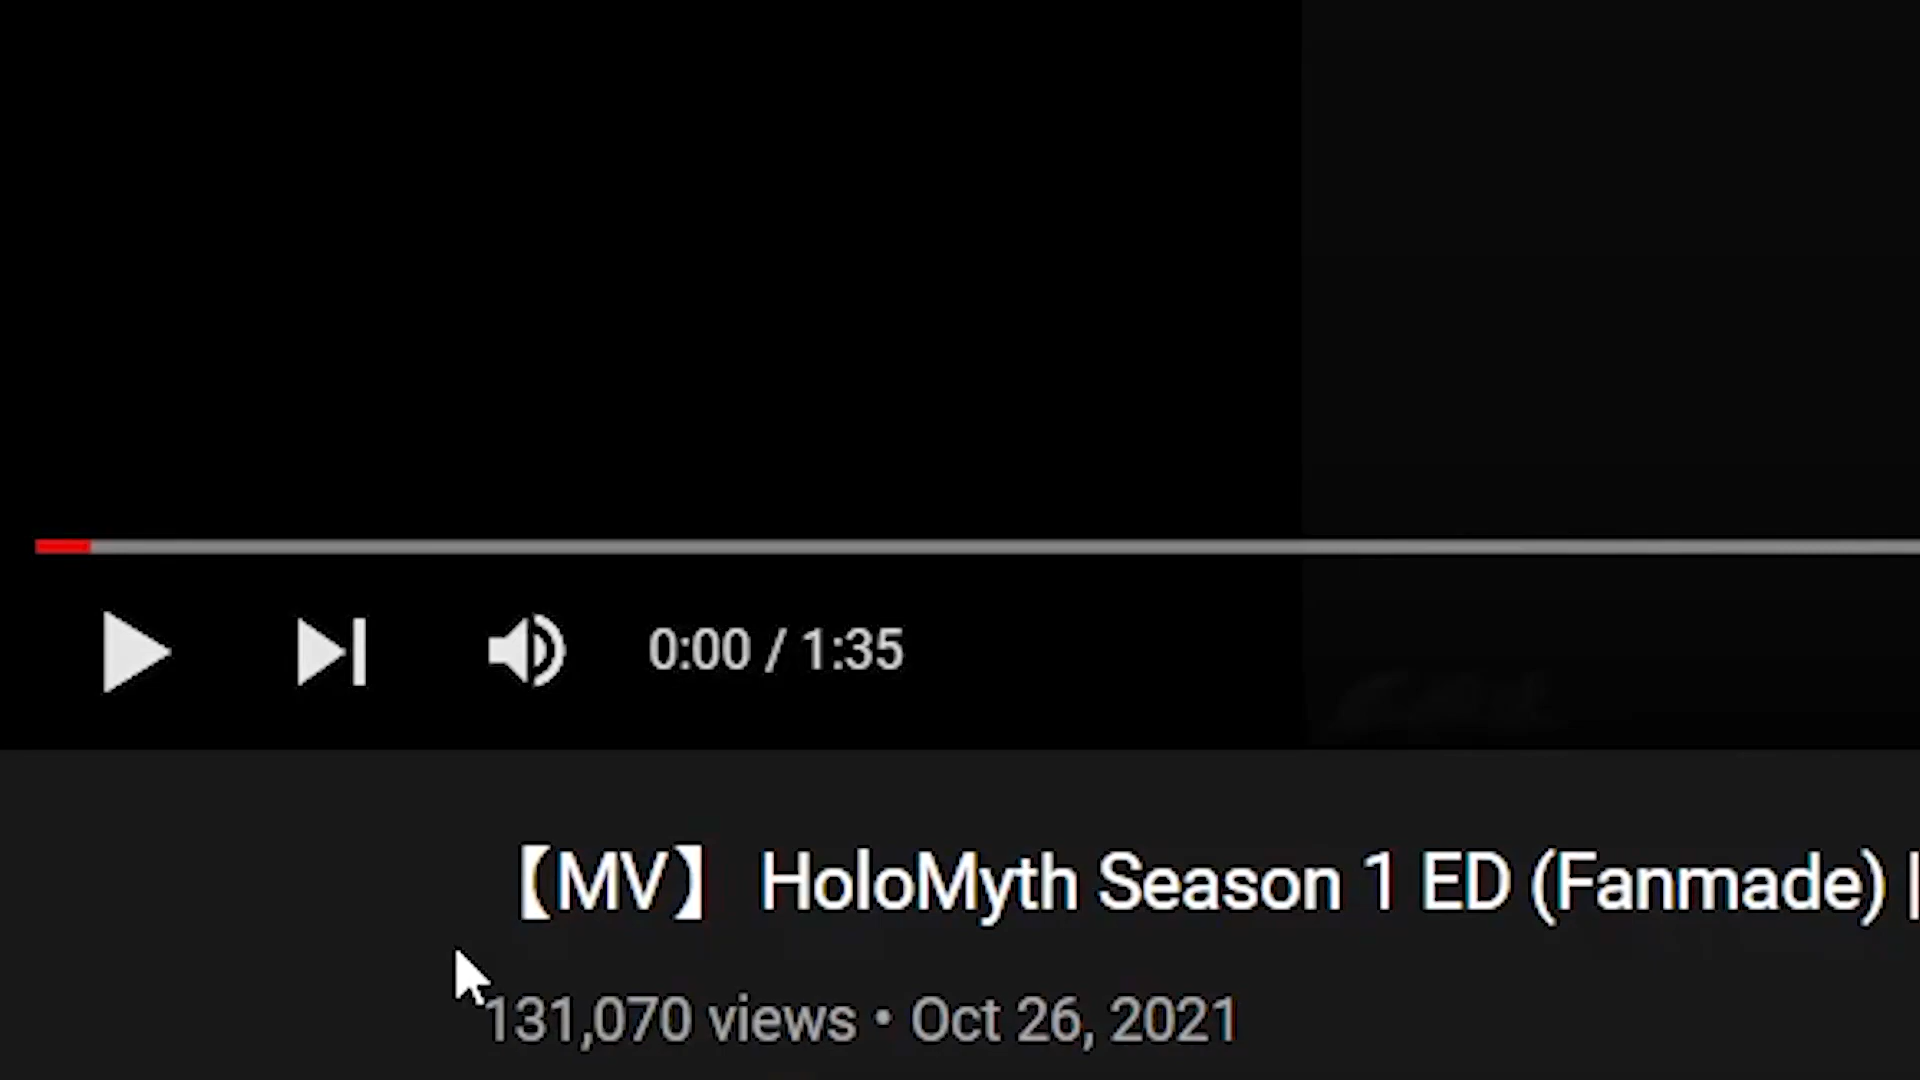 0:00 / 1:35
【MV】 HoloMyth Season 1 ED (Fanmade) |
131,070 views • Oct 26, 2021